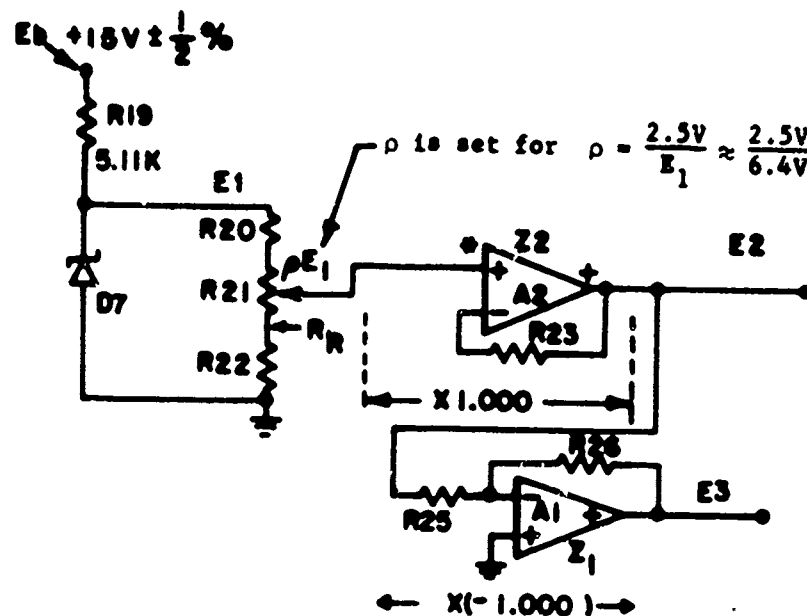 Eb +15V ± 1/2 %
R19
5.11K
ρ is set for ρ = 2.5V/E1 ≈ 2.5V/6.4V
E1
R20
* Z2
E2
ρE1
+
+
R21
A2
D7
−
RR
R23
R22
X 1.000
R26
E3
R25
−
A1
+
+
Z1
X(-1.000)